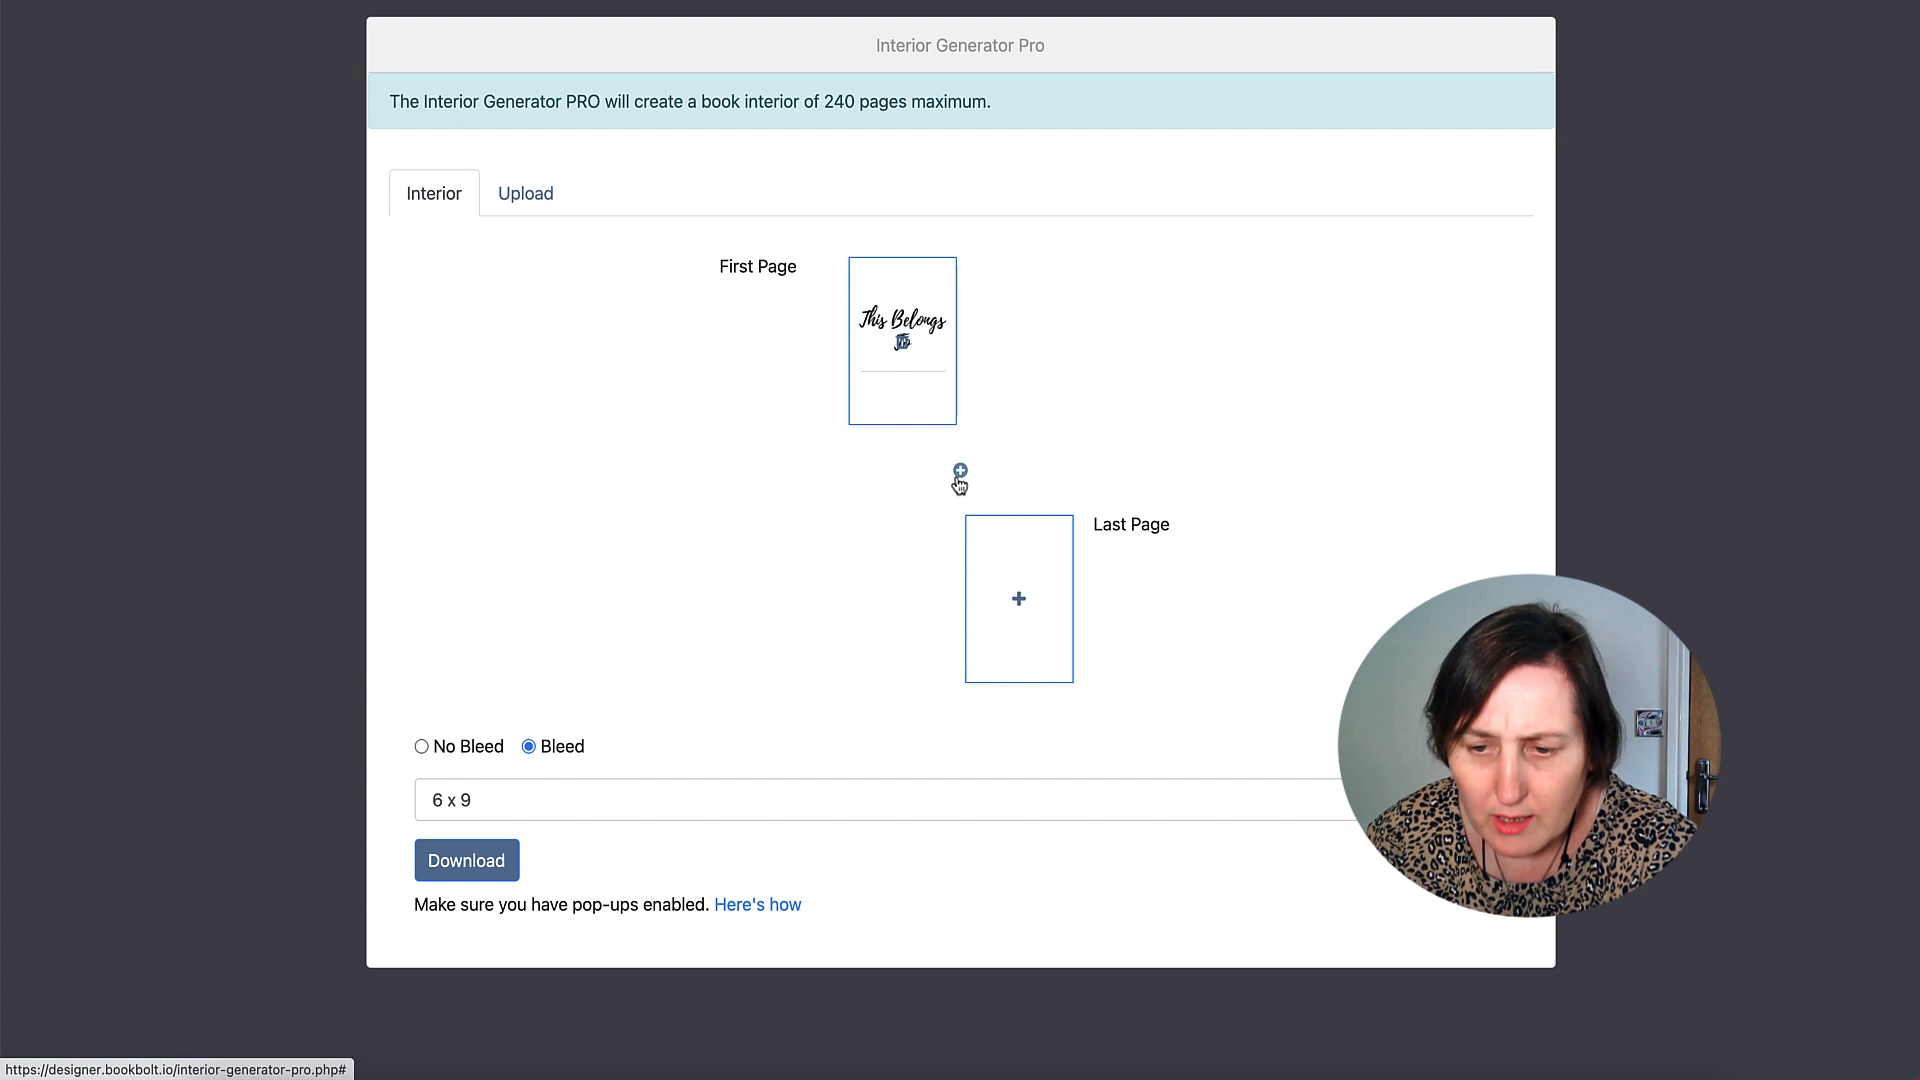 Interior Generator Pro
The Interior Generator PRO will create a book interior of 240 pages maximum.
Interior
Upload
First Page
This Belongs
Last Page
No Bleed
Bleed
6 x 9
Download
Make sure you have pop-ups enabled. Here's how
https://designer.bookbolt.io/interior-generator-pro.php#